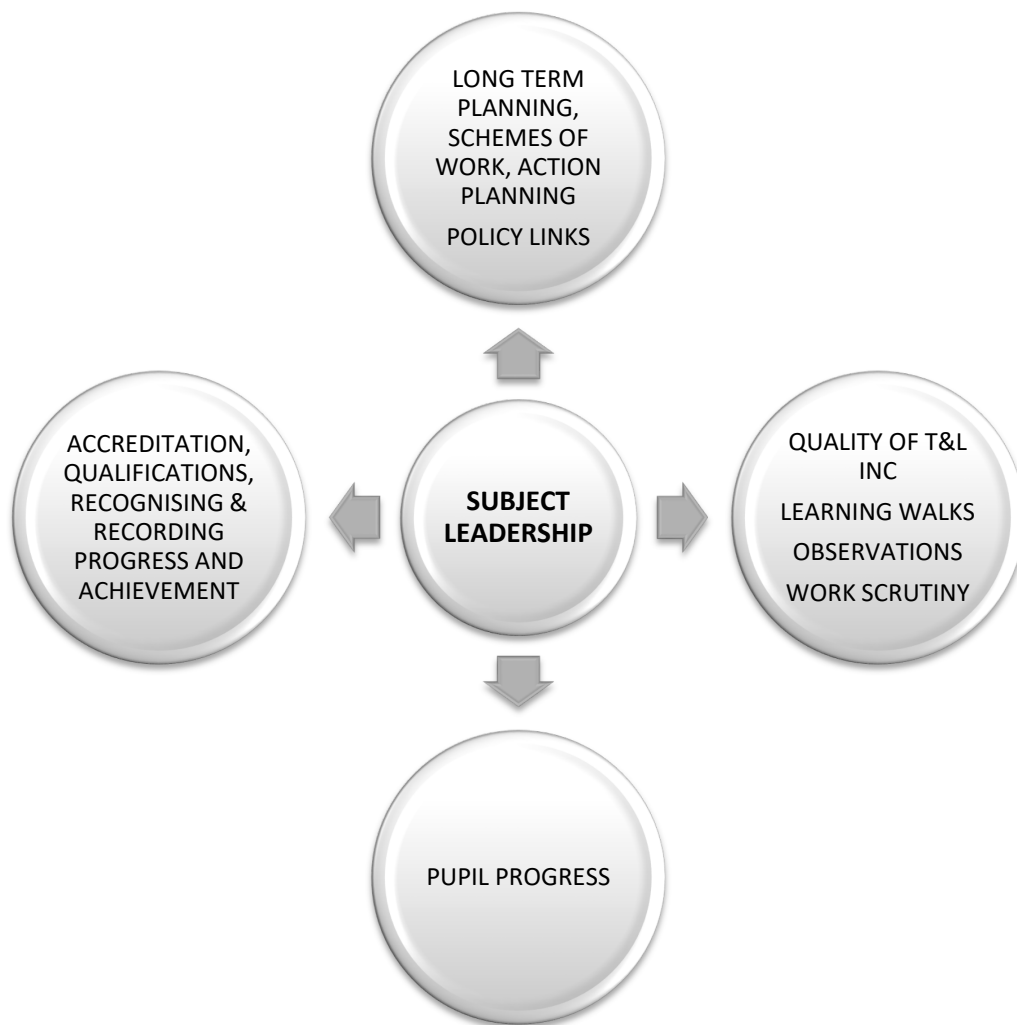 LONG TERM
PLANNING,
SCHEMES OF
WORK, ACTION
PLANNING
POLICY LINKS
ACCREDITATION,
QUALIFICATIONS,
RECOGNISING &
RECORDING
PROGRESS AND
ACHIEVEMENT
SUBJECT
LEADERSHIP
QUALITY OF T&L
INC
LEARNING WALKS
OBSERVATIONS
WORK SCRUTINY
PUPIL PROGRESS